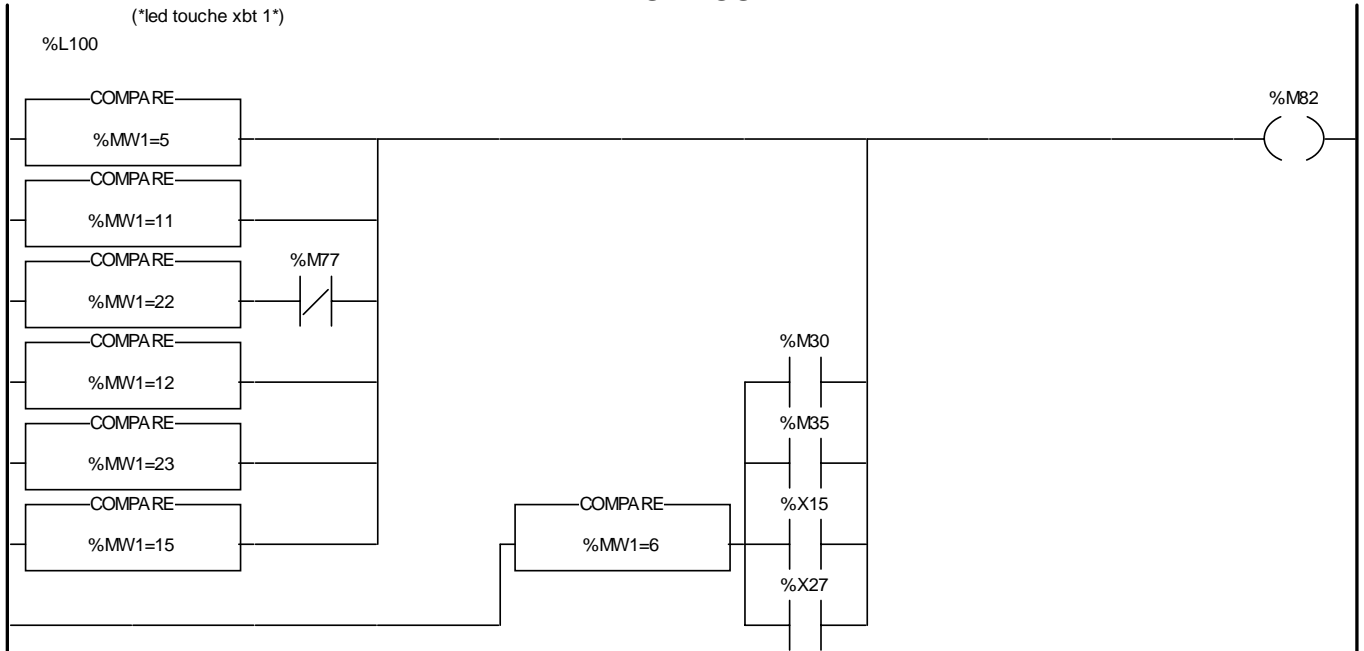 (*led touche xbt 1*)
%L100
COMPARE
%M82
%MW1=5
COMPARE
%MW1=11
COMPARE
%M77
%MW1=22
COMPARE
%M30
%MW1=12
COMPARE
%M35
%MW1=23
COMPARE
COMPARE
%X15
%MW1=15
%MW1=6
%X27